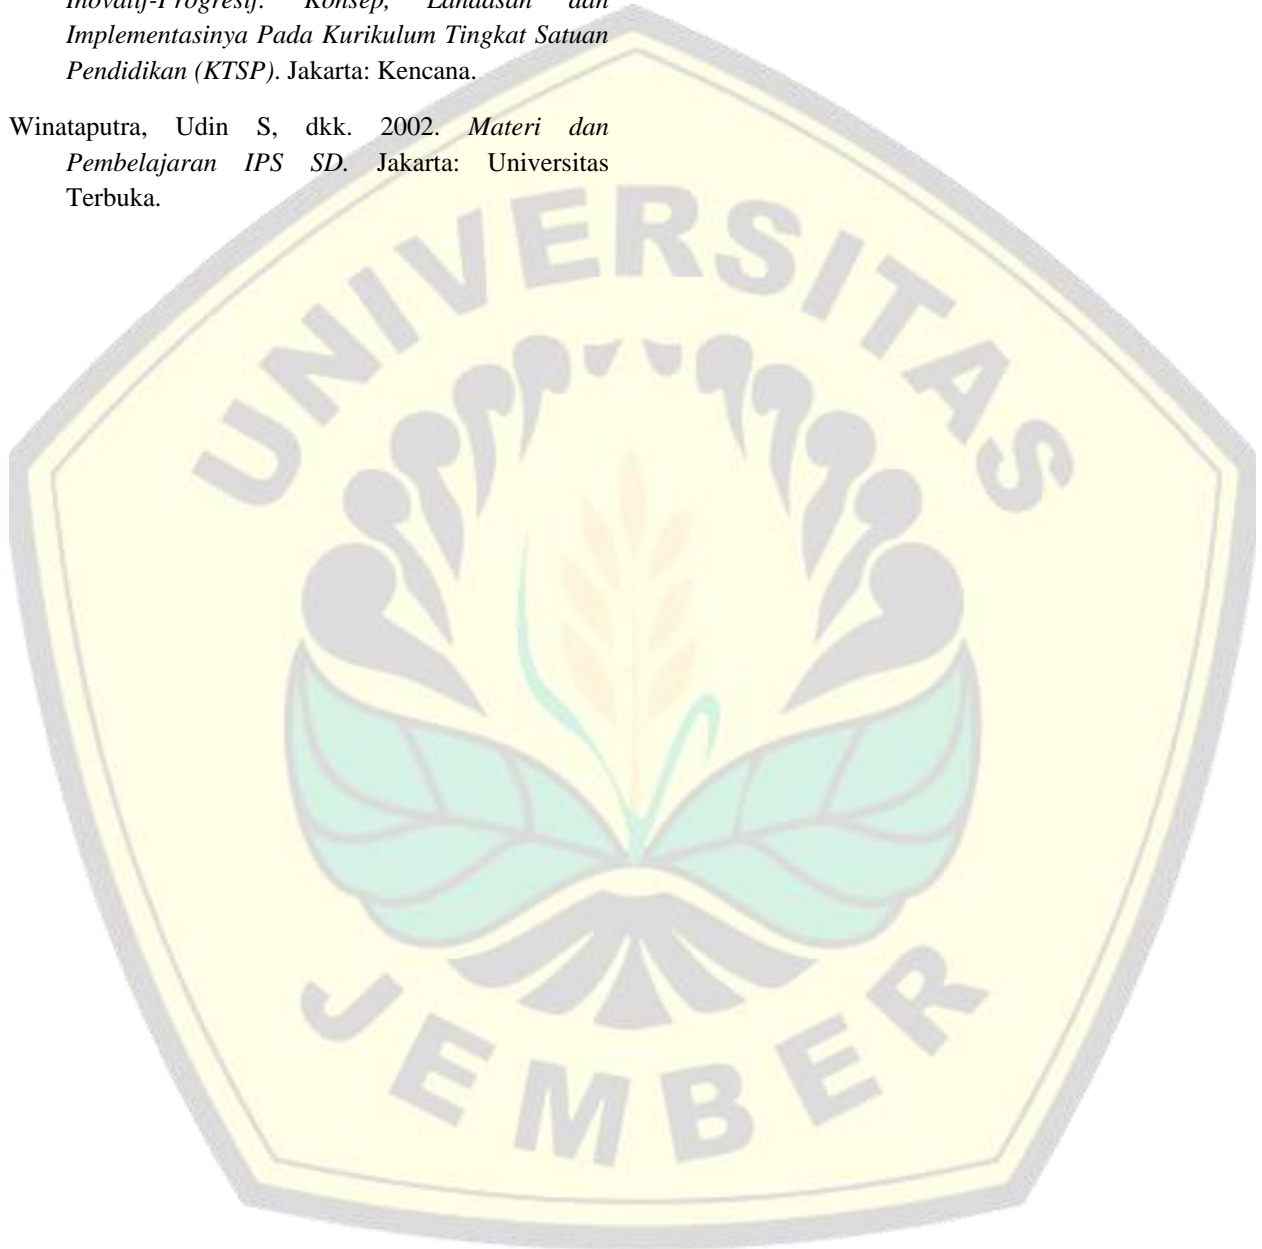 Inovatif-Progresif: Konsep, Landasan dan
Implementasinya Pada Kurikulum Tingkat Satuan
Pendidikan (KTSP). Jakarta: Kencana.
Winataputra, Udin S, dkk. 2002. Materi dan
Pembelajaran IPS SD. Jakarta: Universitas
Terbuka.
UNIVERSITAS
JEMBER